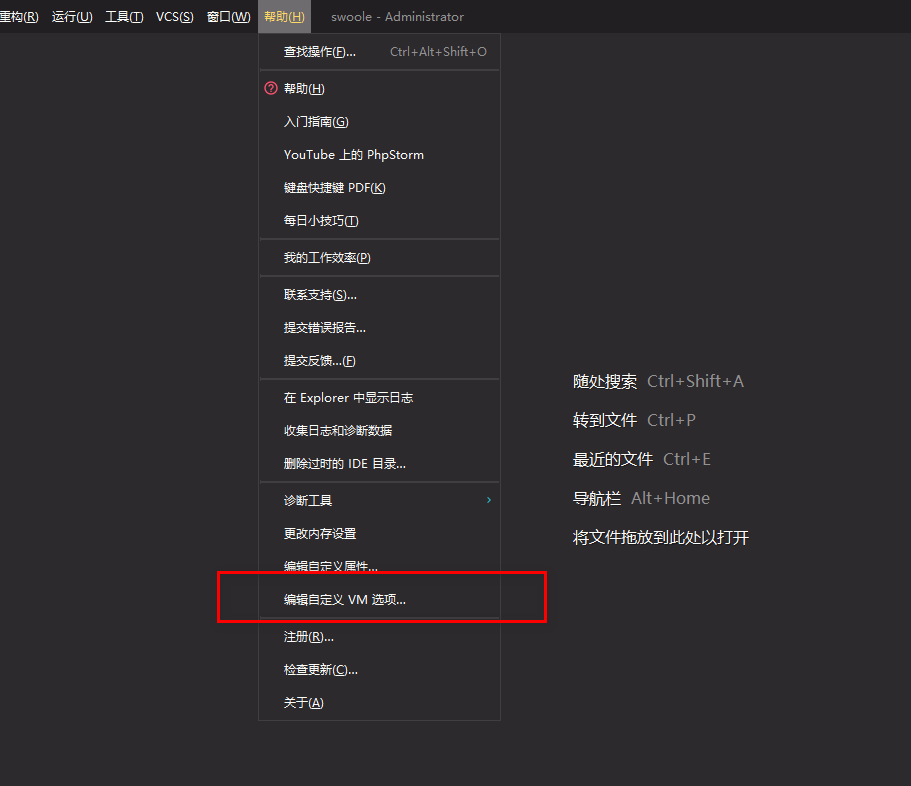 重构(R) 运行(U) 工具(T) VCS(S) 窗口(W) 帮助(H) swoole - Administrator
查找操作(F)... Ctrl+Alt+Shift+O
帮助(H)
入门指南(G)
YouTube 上的 PhpStorm
键盘快捷键 PDF(K)
每日小技巧(T)
我的工作效率(P)
联系支持(S)...
提交错误报告...
提交反馈...(F)
在 Explorer 中显示日志
收集日志和诊断数据
删除过时的 IDE 目录...
诊断工具
更改内存设置
编辑自定义属性...
编辑自定义 VM 选项...
注册(R)...
检查更新(C)...
关于(A)
随处搜索 Ctrl+Shift+A
转到文件 Ctrl+P
最近的文件 Ctrl+E
导航栏 Alt+Home
将文件拖放到此处以打开